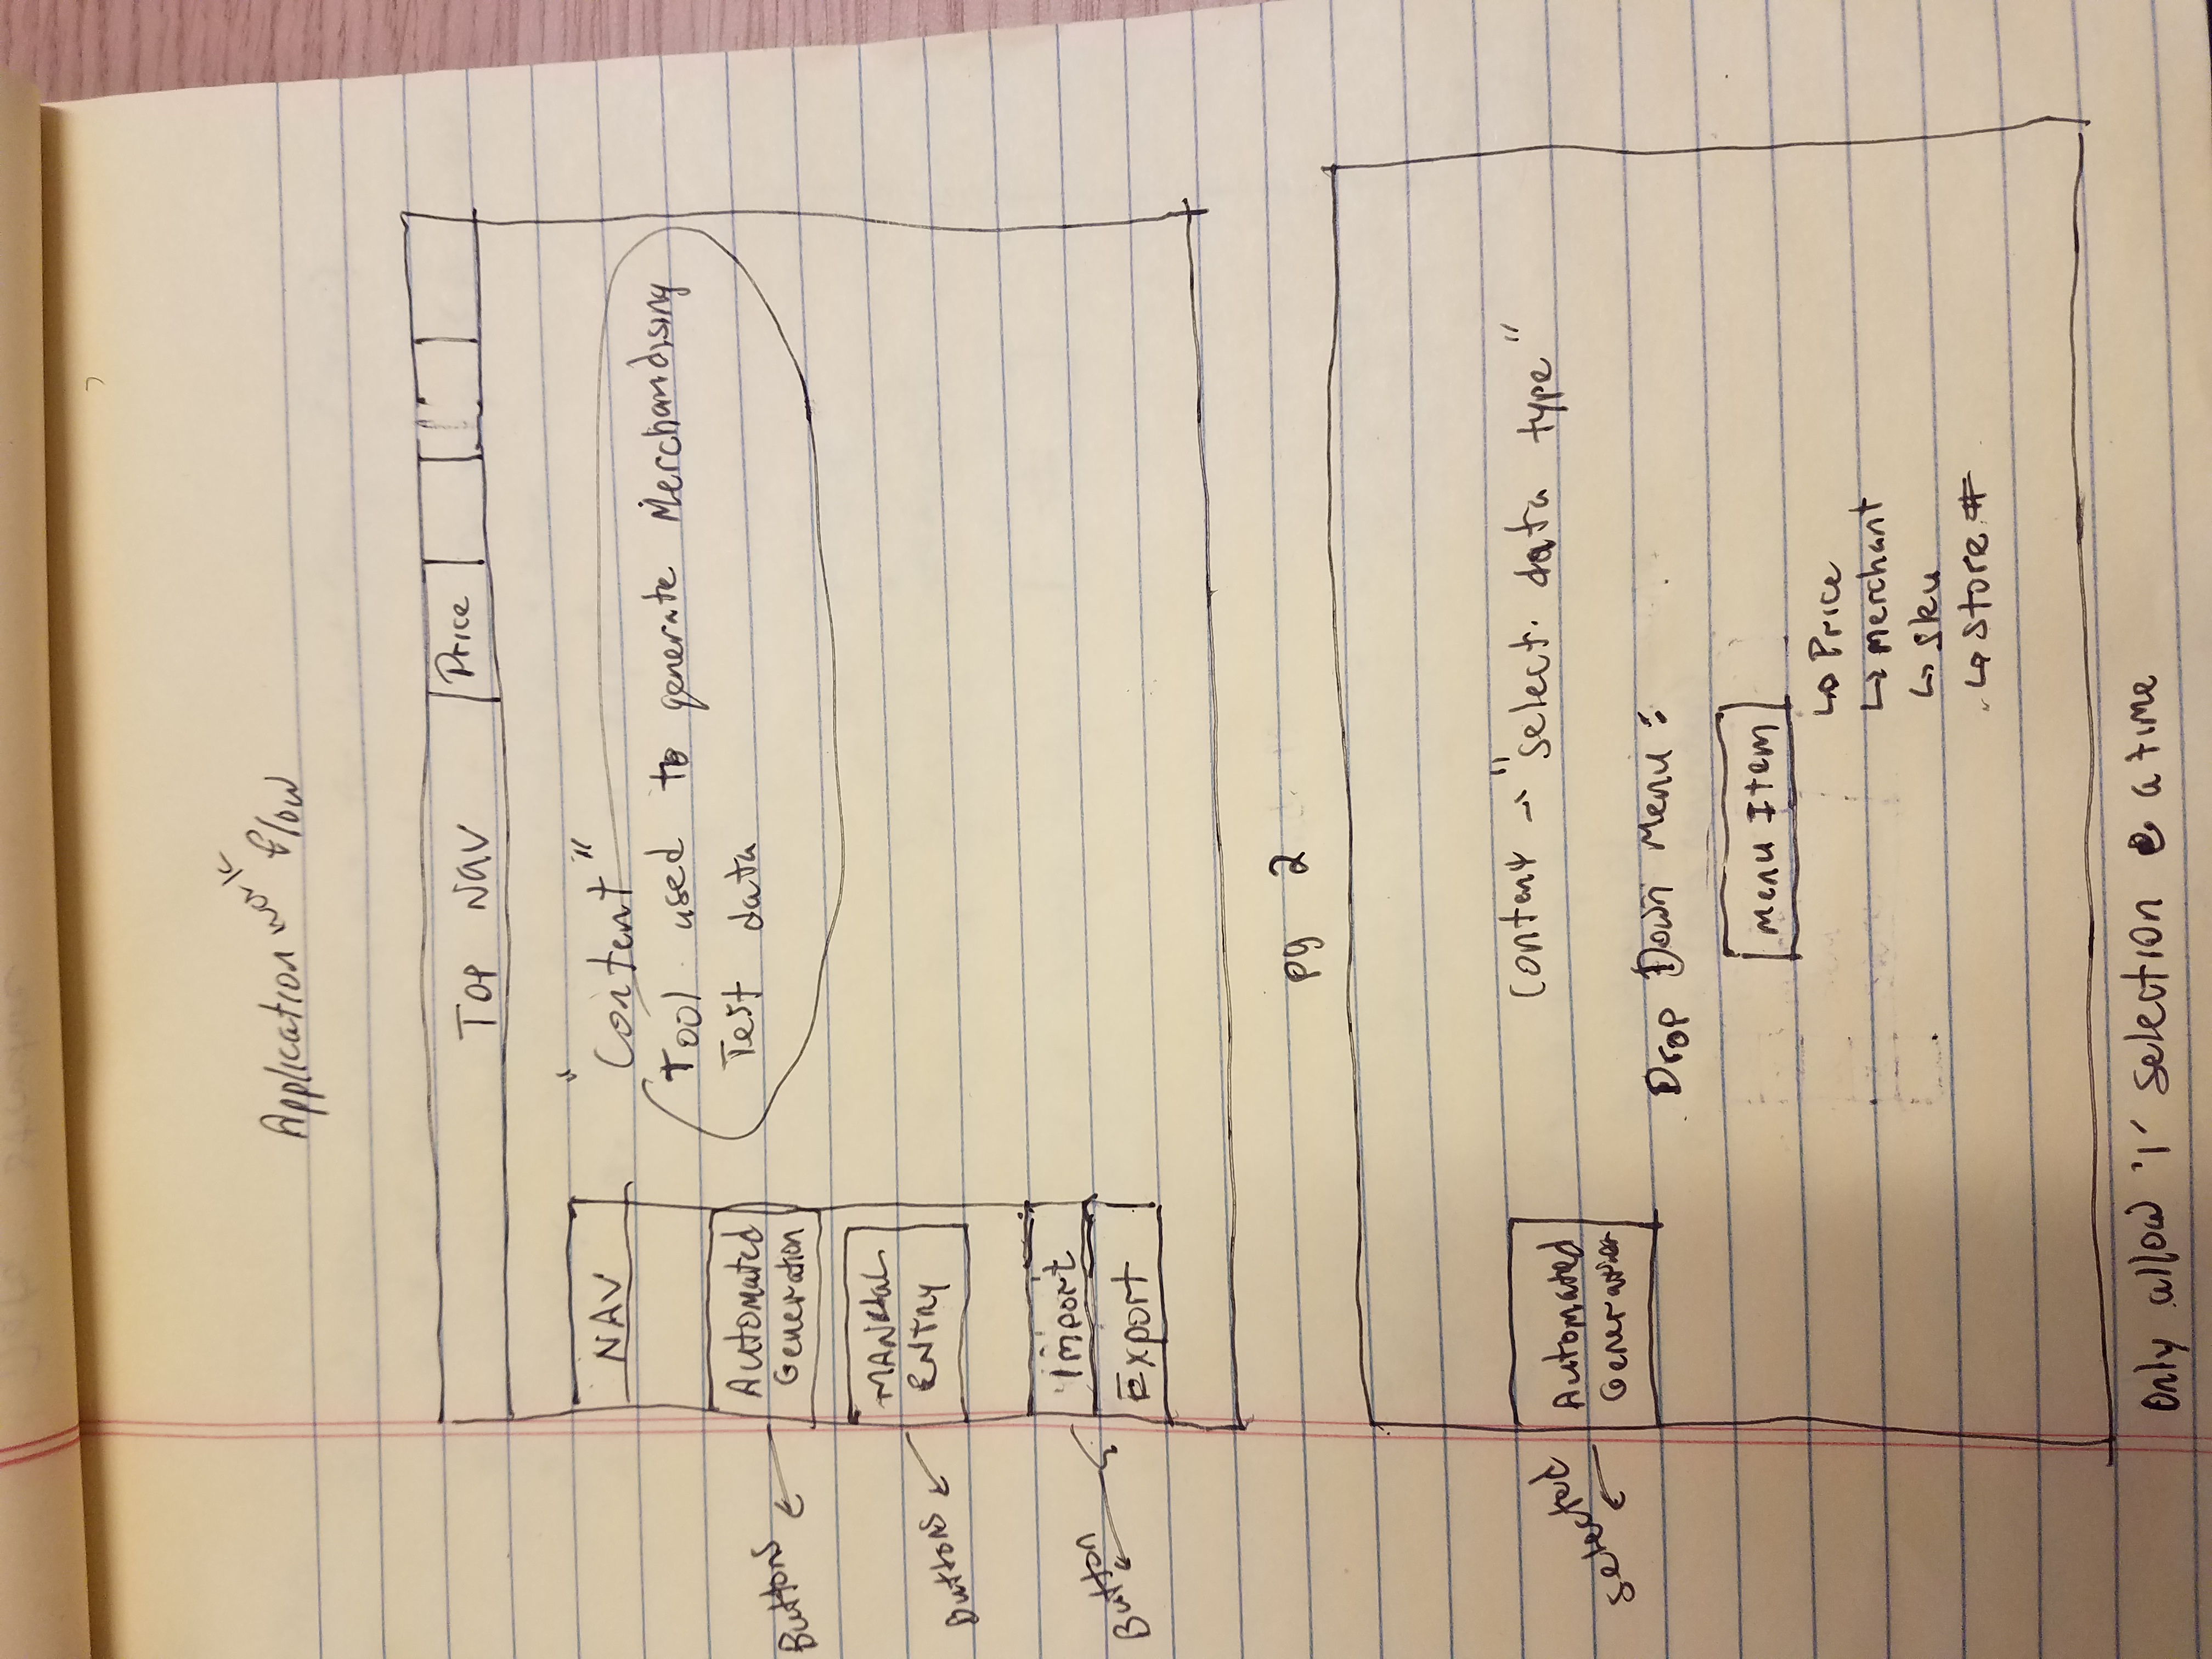 Application work flow
Top Nav
Price
NAV
"Content"
Tool used to generate Merchandising
Test data
Automated
Generation
Buttons
MANUAL
ENTRY
Buttons
Import
Button
Export
pg 2
Content → "select data type"
Automated
Generation
Selected
Drop Down Menu:
Menu Item
↳ Price
↳ merchant
↳ sku
↳ store #
Only allow '1' selection @ a time